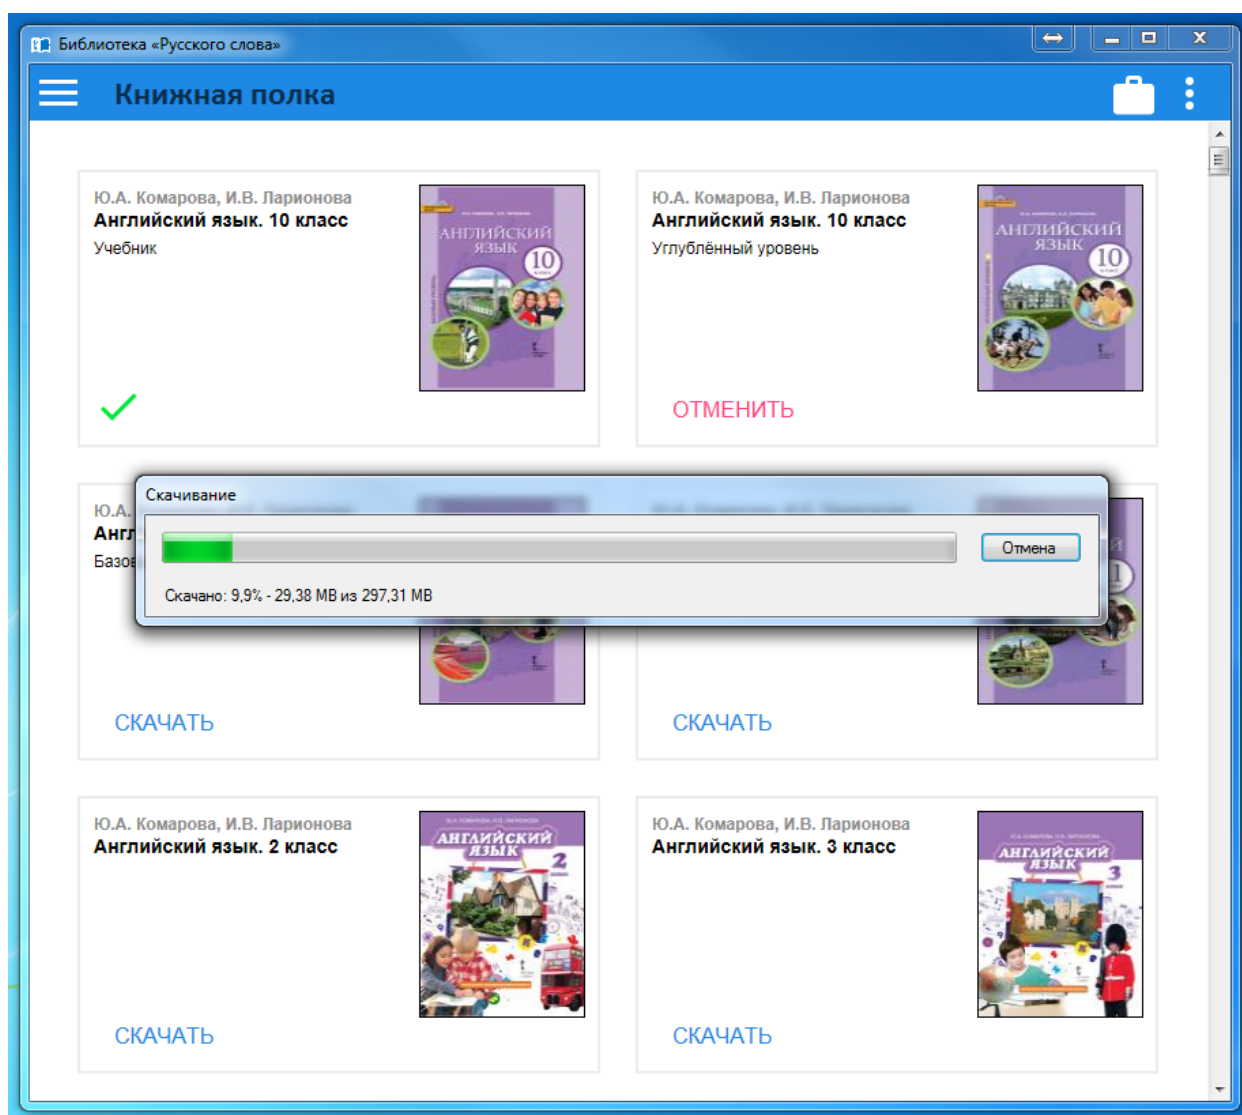 Библиотека «Русского слова»
Книжная полка
Ю.А. Комарова, И.В. Ларионова
Английский язык. 10 класс
Учебник
АНГЛИЙСКИЙ
ЯЗЫК
10
Ю.А. Комарова, И.В. Ларионова
Английский язык. 10 класс
Углублённый уровень
ОТМЕНИТЬ
АНГЛИЙСКИЙ
ЯЗЫК
10
Скачивание
Отмена
Скачано: 9,9% - 29,38 MB из 297,31 MB
Ю.А.
СКАЧАТЬ
СКАЧАТЬ
Ю.А. Комарова, И.В. Ларионова
Английский язык. 2 класс
СКАЧАТЬ
АНГЛИЙСКИЙ
ЯЗЫК
2
Ю.А. Комарова, И.В. Ларионова
Английский язык. 3 класс
СКАЧАТЬ
АНГЛИЙСКИЙ
ЯЗЫК
3